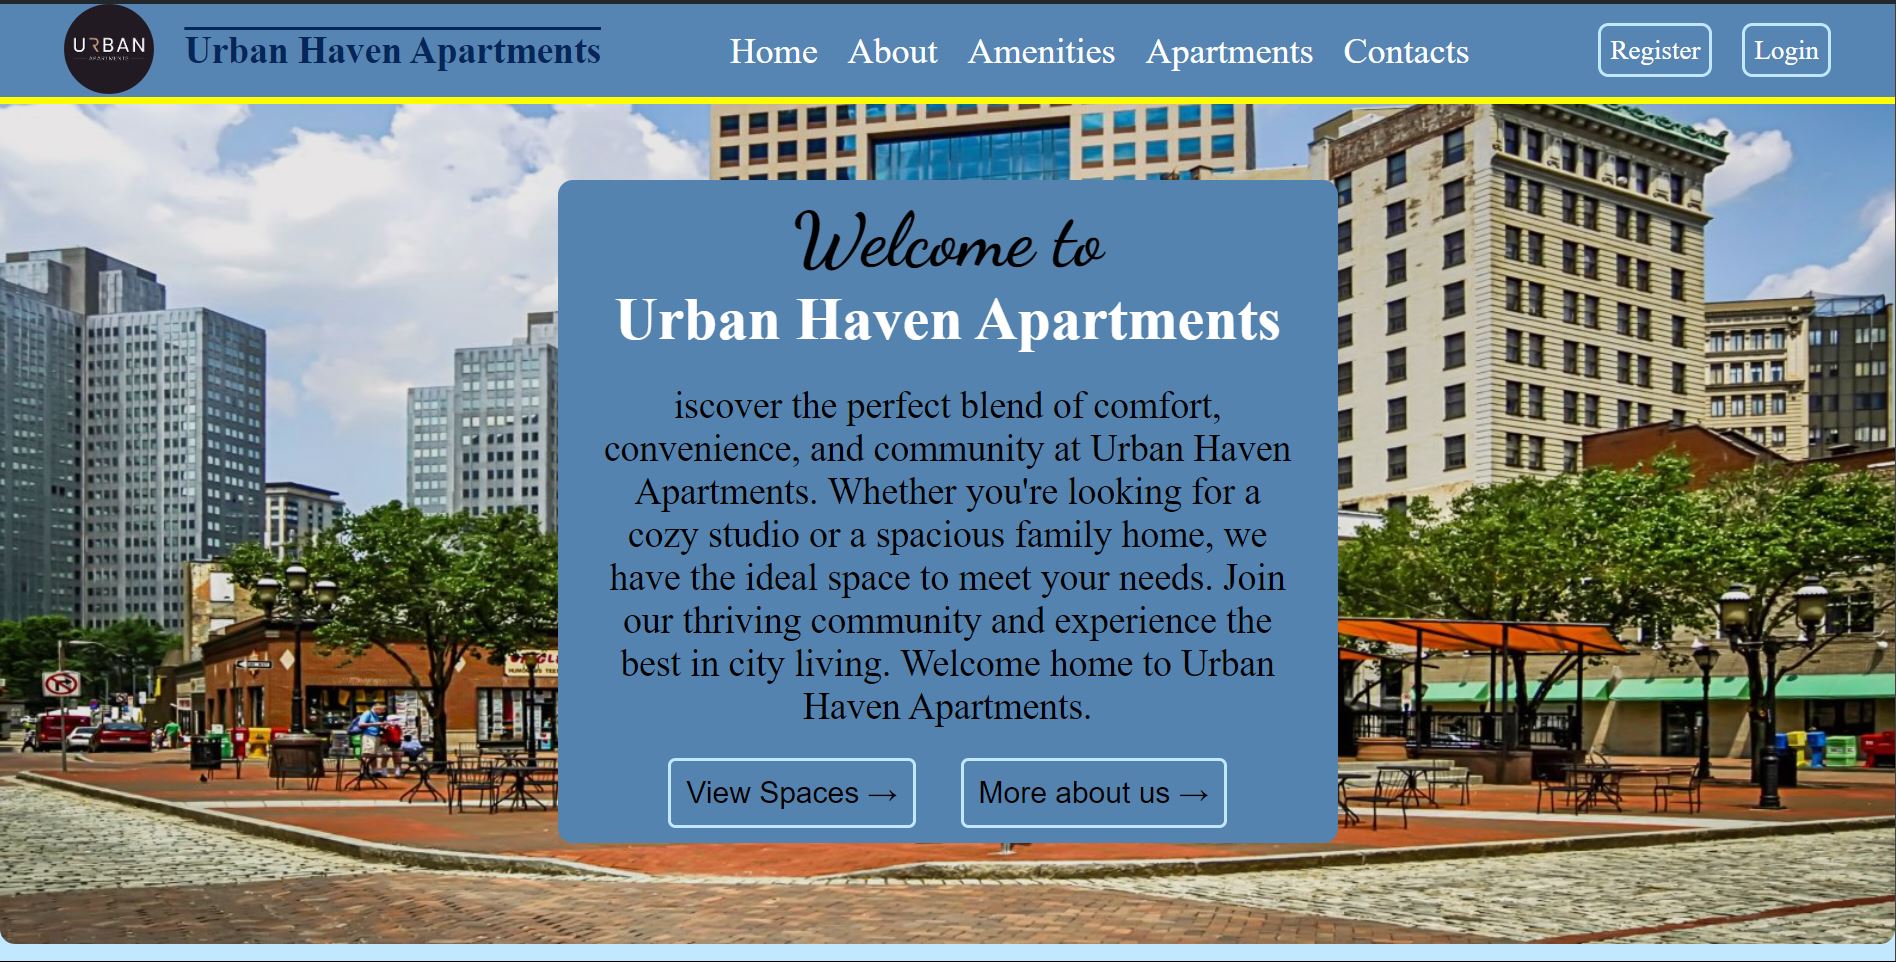 URBAN
APARTMENTS
Urban Haven Apartments
Home About Amenities Apartments Contacts
Register Login
Welcome to
Urban Haven Apartments
iscover the perfect blend of comfort,
convenience, and community at Urban Haven
Apartments. Whether you're looking for a
cozy studio or a spacious family home, we
have the ideal space to meet your needs. Join
our thriving community and experience the
best in city living. Welcome home to Urban
Haven Apartments.
View Spaces →
More about us →